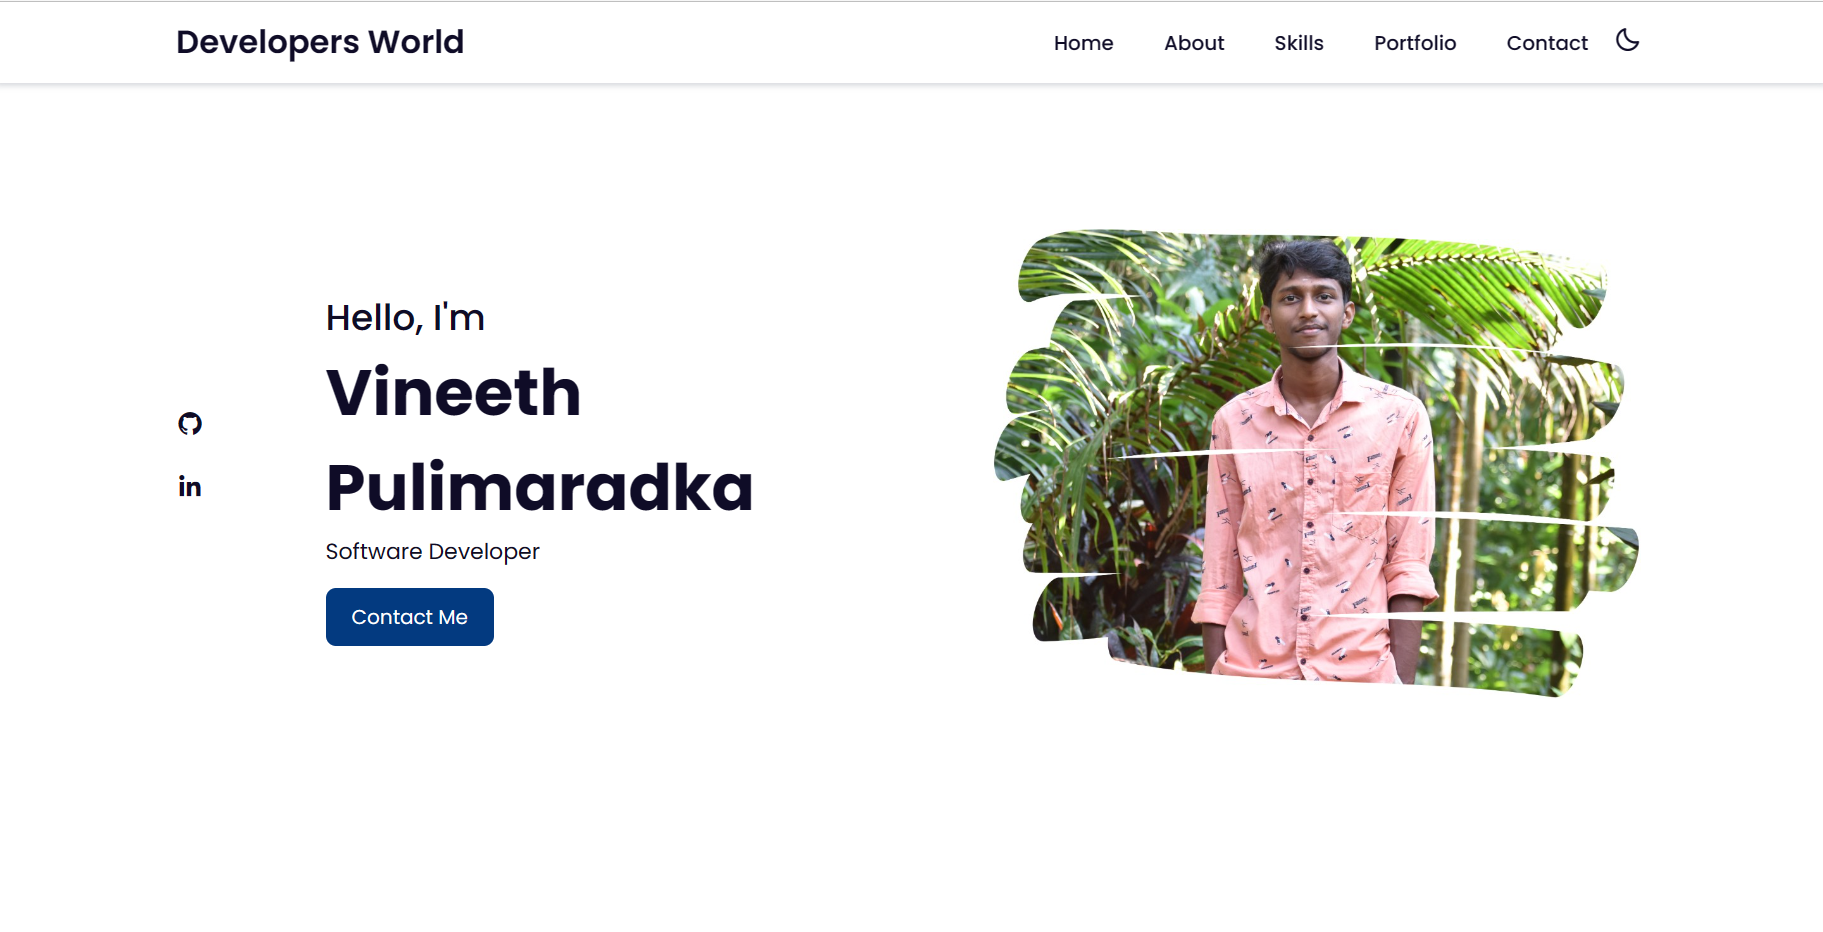 Developers World
Home About Skills Portfolio Contact
Hello, I'm
Vineeth
Pulimaradka
in
Software Developer
Contact Me